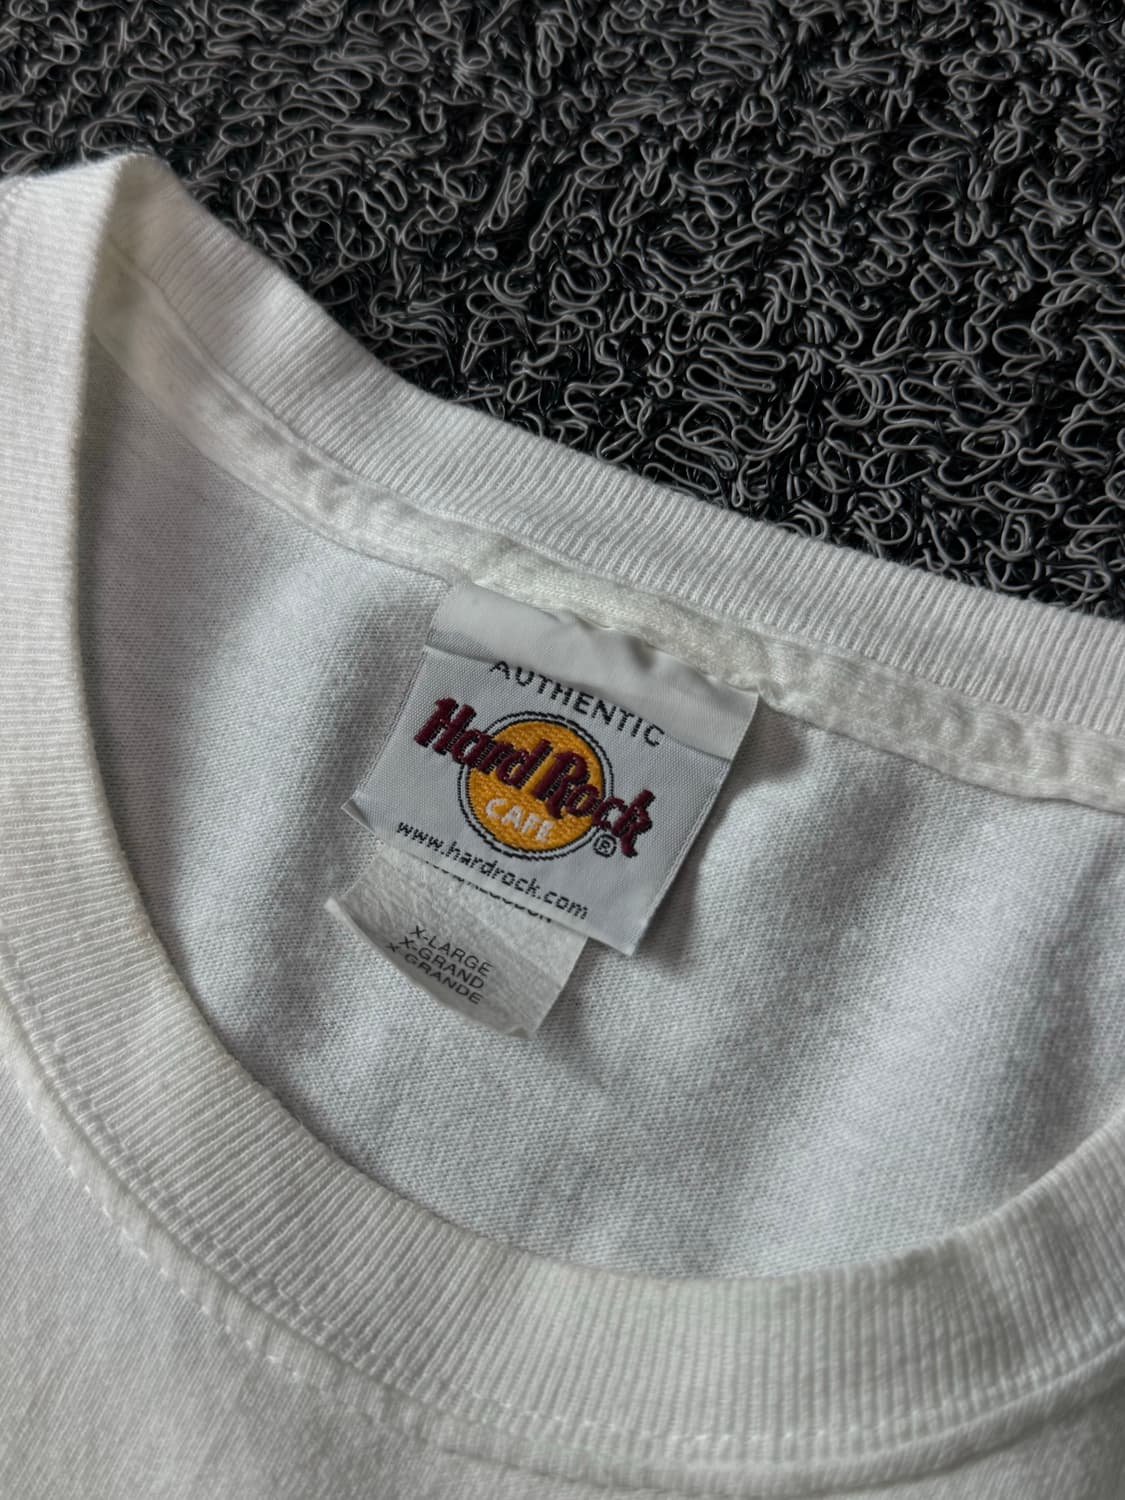 AUTHENTIC
Hard Rock
CAFE
®
www.hardrock.com
X-LARGE
X-GRAND
X-GRANDE